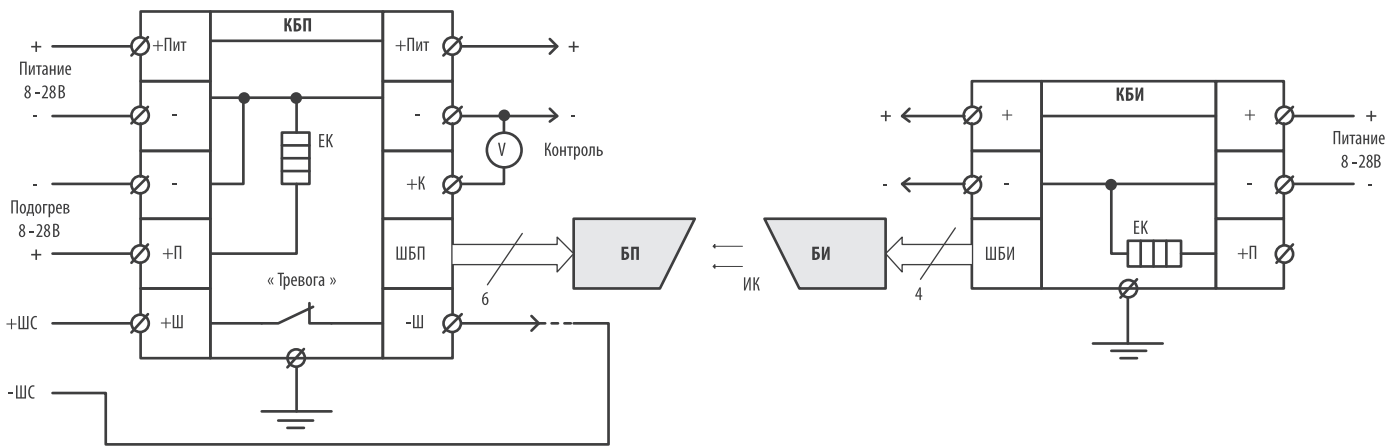 КБП
+ +Пит +Пит +
Питание
8-28В
- - - -
ЕК
V Контроль
- - +К
Подогрев
8-28В
+ +П ШБП
6
БП
ИК
БИ
« Тревога »
+ШС +Ш -Ш
-ШС
КБИ
+ + + +
Питание
8-28В
- - - -
ЕК
4
ШБИ +П